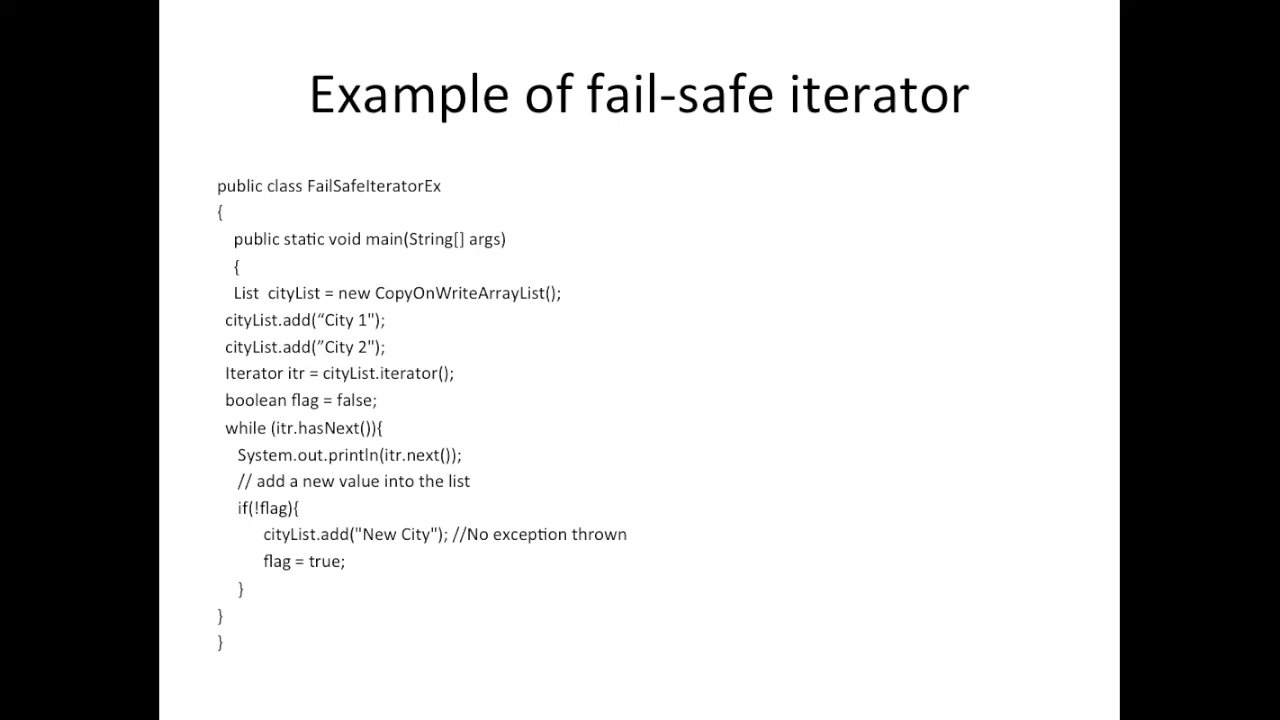 Example of fail-safe iterator
public class FailSafeIteratorEx
{
public static void main(String[] args)
{
List  cityList = new CopyOnWriteArrayList();
cityList.add(“City 1");
cityList.add(”City 2");
Iterator itr = cityList.iterator();
boolean flag = false;
while (itr.hasNext()){
System.out.println(itr.next());
// add a new value into the list
if(!flag){
cityList.add("New City"); //No exception thrown
flag = true;
}
}
}